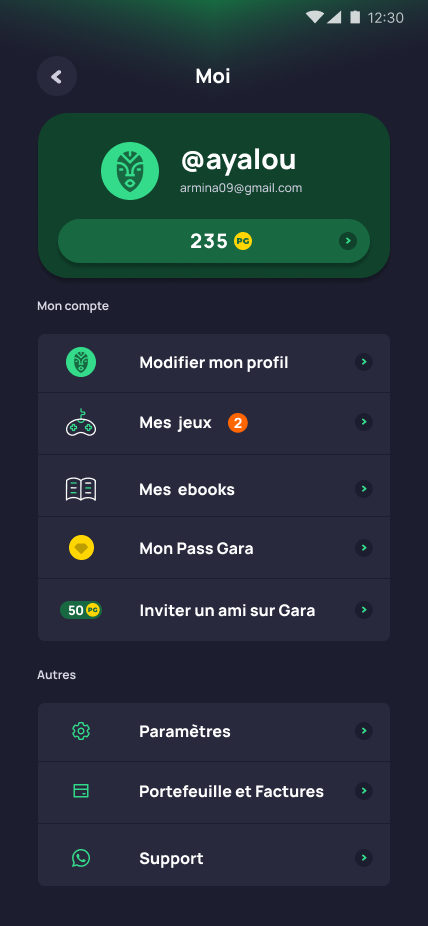 12:30
Moi
@ayalou
armina09@gmail.com
235 PG
Mon compte
Modifier mon profil
Mes jeux 2
Mes ebooks
Mon Pass Gara
50 PG Inviter un ami sur Gara
Autres
Paramètres
Portefeuille et Factures
Support